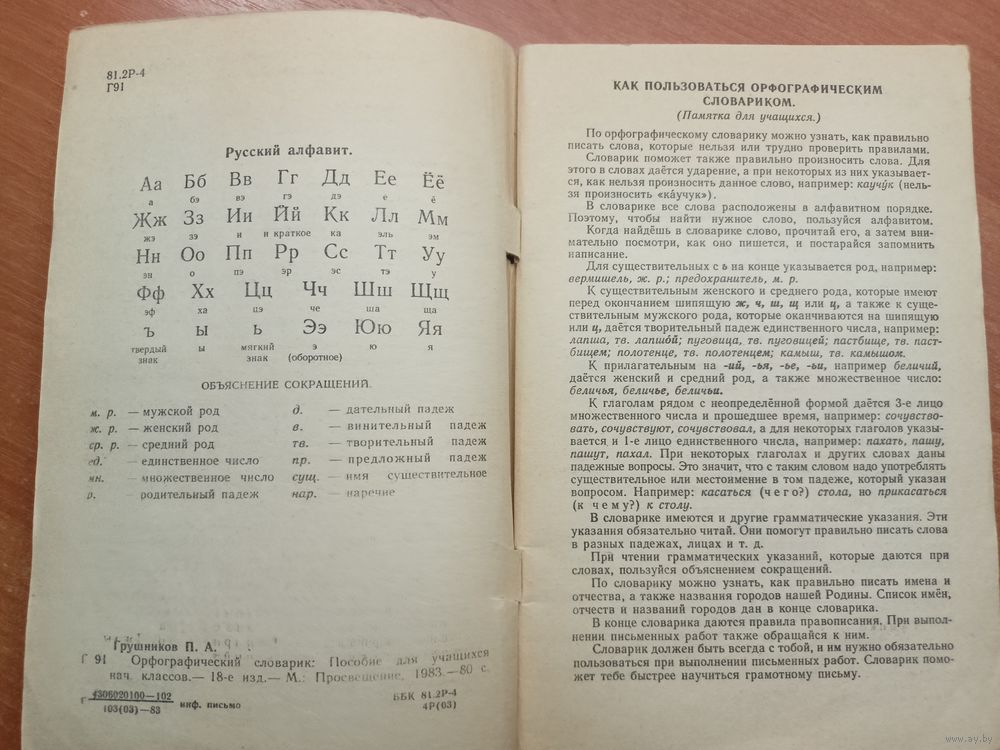 81.2Р-4
Г91
Русский алфавит.
Аа Бб Вв Гг Дд Ее Ёё
а бэ вэ гэ дэ е ё
Жж Зз Ии Йй Кк Лл Мм
жэ зэ и и краткое ка эль эм
Нн Оо Пп Рр Сс Тт Уу
эн о пэ эр эс тэ у
Фф Хх Цц Чч Шш Щщ
эф ха цэ че ша ща
ъ ы ь Ээ Юю Яя
твердый ы мягкий э ю я
знак знак (оборотное)
ОБЪЯСНЕНИЕ СОКРАЩЕНИЙ.
м. р. — мужской род д. — дательный падеж
ж. р. — женский род в. — винительный падеж
ср. р. — средний род тв. — творительный падеж
ед. — единственное число пр. — предложный падеж
мн. — множественное число сущ. — имя существительное
р. — родительный падеж нар. — наречие
Грушников П. А.
Г 91 Орфографический словарик: Пособие для учащихся
нач. классов.— 18-е изд.— М.: Просвещение, 1983.— 80 с.
Г 4306020100—102 инф. письмо ББК 81.2Р-4
103(03)—83 4Р(03)
КАК ПОЛЬЗОВАТЬСЯ ОРФОГРАФИЧЕСКИМ
СЛОВАРИКОМ.
(Памятка для учащихся.)
По орфографическому словарику можно узнать, как правильно
писать слова, которые нельзя или трудно проверить правилами.
Словарик поможет также правильно произносить слова. Для
этого в словах даётся ударение, а при некоторых из них указывает-
ся, как нельзя произносить данное слово, например: каучу́к (нель-
зя произносить «ка́учук»).
В словарике все слова расположены в алфавитном порядке.
Поэтому, чтобы найти нужное слово, пользуйся алфавитом.
Когда найдёшь в словарике слово, прочитай его, а затем вни-
мательно посмотри, как оно пишется, и постарайся запомнить
написание.
Для существительных с ь на конце указывается род, например:
вермишель, ж. р.; предохранитель, м. р.
К существительным женского и среднего рода, которые имеют
перед окончанием шипящую ж, ч, ш, щ или ц, а также к суще-
ствительным мужского рода, которые оканчиваются на шипящую
или ц, даётся творительный падеж единственного числа, например:
лапша, тв. лапшо́й; пуговица, тв. пуговицей; пастбище, тв. паст-
бищем; полотенце, тв. полотенцем; камыш, тв. камышом.
К прилагательным на -ий, -ья, -ье, -ьи, например беличий,
даётся женский и средний род, а также множественное число:
беличья, беличье, беличьи.
К глаголам рядом с неопределённой формой даётся 3-е лицо
множественного числа и прошедшее время, например: сочувство-
вать, сочувствуют, сочувствовал, а для некоторых глаголов указы-
вается и 1-е лицо единственного числа, например: пахать, пашу,
пашут, пахал. При некоторых глаголах и других словах даны
падежные вопросы. Это значит, что с таким словом надо употреблять
существительное или местоимение в том падеже, который указан
вопросом. Например: касаться (чего?) стола, но прикасаться
(к чему?) к столу.
В словарике имеются и другие грамматические указания. Эти
указания обязательно читай. Они помогут правильно писать слова
в разных падежах, лицах и т. д.
При чтении грамматических указаний, которые даются при
словах, пользуйся объяснением сокращений.
По словарику можно узнать, как правильно писать имена и
отчества, а также названия городов нашей Родины. Список имён,
отчеств и названий городов дан в конце словарика.
В конце словарика даются правила правописания. При выпол-
нении письменных работ также обращайся к ним.
Словарик должен быть всегда с тобой, и им нужно обязательно
пользоваться при выполнении письменных работ. Словарик помо-
жет тебе быстрее научиться грамотному письму.
www.ay.by